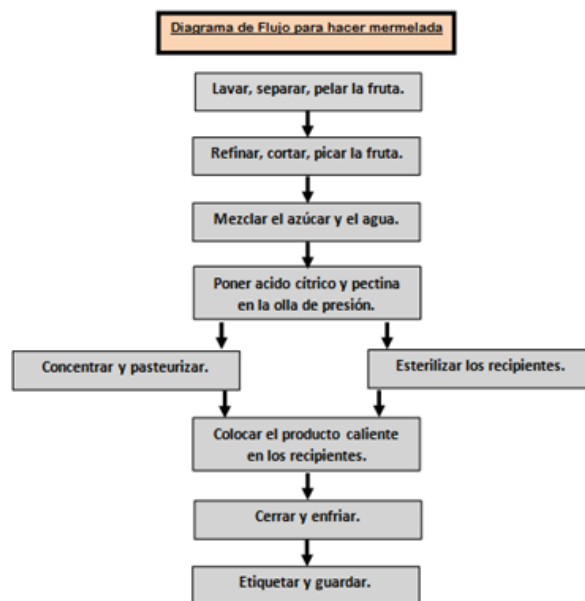 Diagrama de Flujo para hacer mermelada
Lavar, separar, pelar la fruta.
Refinar, cortar, picar la fruta.
Mezclar el azúcar y el agua.
Poner acido cítrico y pectina
en la olla de presión.
Concentrar y pasteurizar.
Esterilizar los recipientes.
Colocar el producto caliente
en los recipientes.
Cerrar y enfriar.
Etiquetar y guardar.